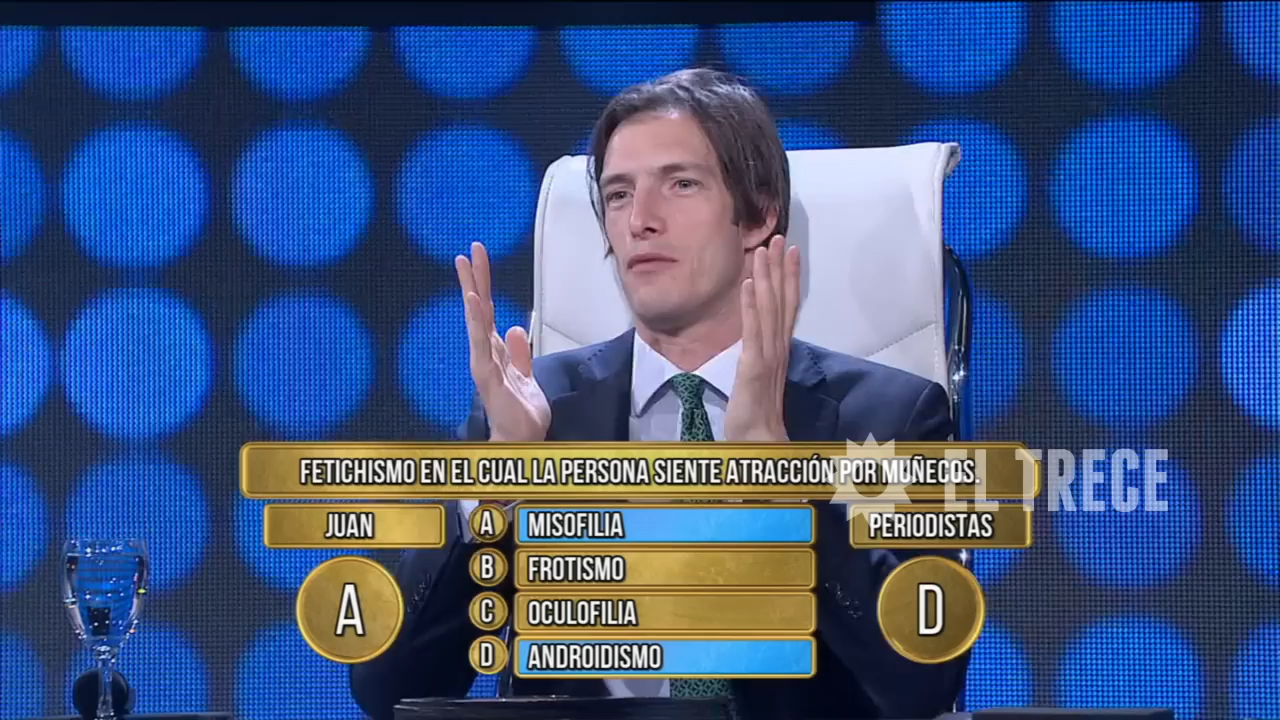 FETICHISMO EN EL CUAL LA PERSONA SIENTE ATRACCIÓN POR MUÑECOS.
EL TRECE
JUAN
A MISOFILIA
PERIODISTAS
B FROTISMO
A
C OCULOFILIA
D
D ANDROIDISMO